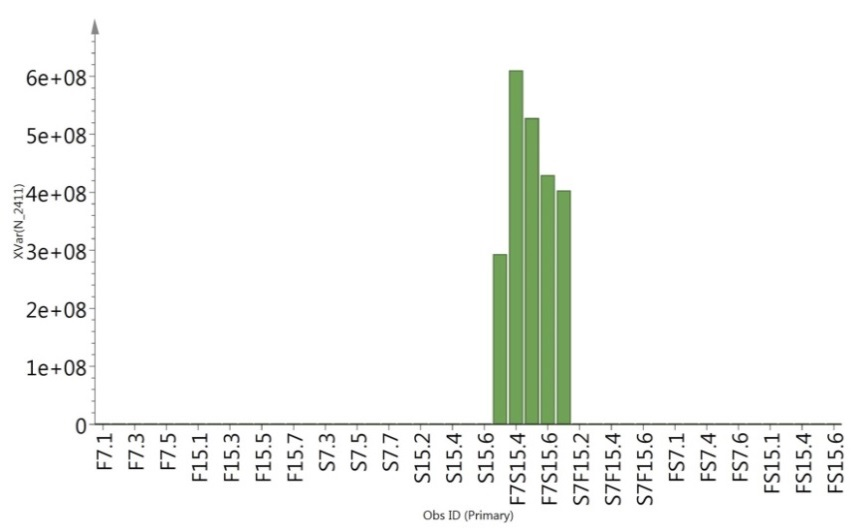 6e+08
5e+08
4e+08
3e+08
2e+08
1e+08
0
XVar(N_2411)
F7.1 F7.3 F7.5 F15.1 F15.3 F15.5 F15.7 S7.3 S7.5 S7.7 S15.2 S15.4 S15.6 F7S15.4 F7S15.6 S7F15.2 S7F15.4 S7F15.6 FS7.1 FS7.4 FS7.6 FS15.1 FS15.4 FS15.6
Obs ID (Primary)